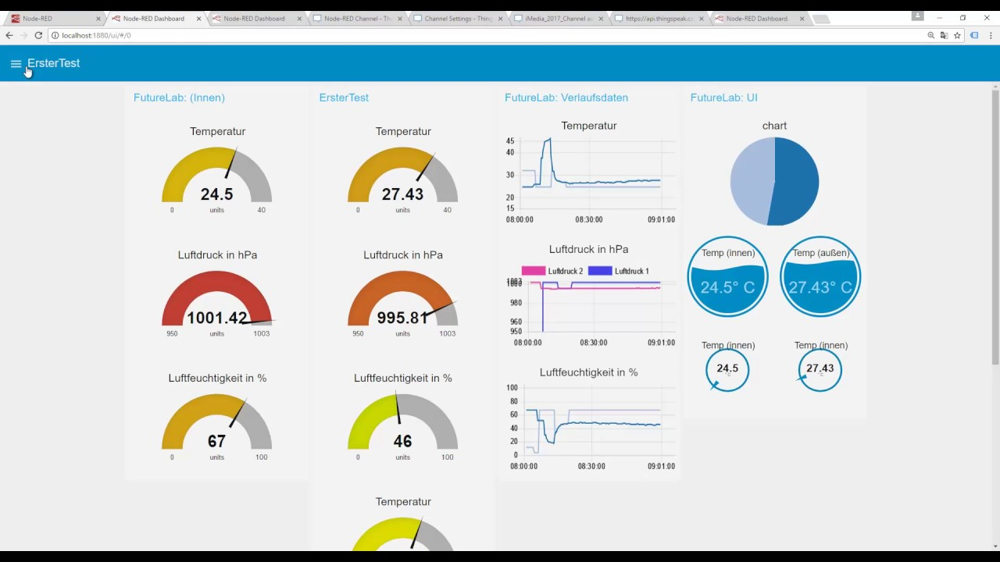 Node-RED
Node-RED Dashboard
Node-RED Dashboard
Node-RED Channel - Th
Channel Settings - Thing
iMedia_2017_Channel a
https://api.thingspeak.c
Node-RED Dashboard
localhost:1880/ui/#/0
ErsterTest
FutureLab: (Innen)
Temperatur
24.5
0 units 40
Luftdruck in hPa
1001.42
950 units 1003
Luftfeuchtigkeit in %
67
0 units 100
ErsterTest
Temperatur
27.43
0 units 40
Luftdruck in hPa
995.81
950 units 1003
Luftfeuchtigkeit in %
46
0 units 100
Temperatur
FutureLab: Verlaufsdaten
Temperatur
45
40
30
20
15
08:00:00 08:30:00 09:01:00
Luftdruck in hPa
Luftdruck 2 Luftdruck 1
1003
1000
980
960
950
08:00:00 08:30:00 09:01:00
Luftfeuchtigkeit in %
100
80
60
40
20
0
08:00:00 08:30:00 09:01:00
FutureLab: UI
chart
Temp (innen) Temp (außen)
24.5° C 27.43° C
Temp (innen) Temp (innen)
24.5 27.43
°C °C